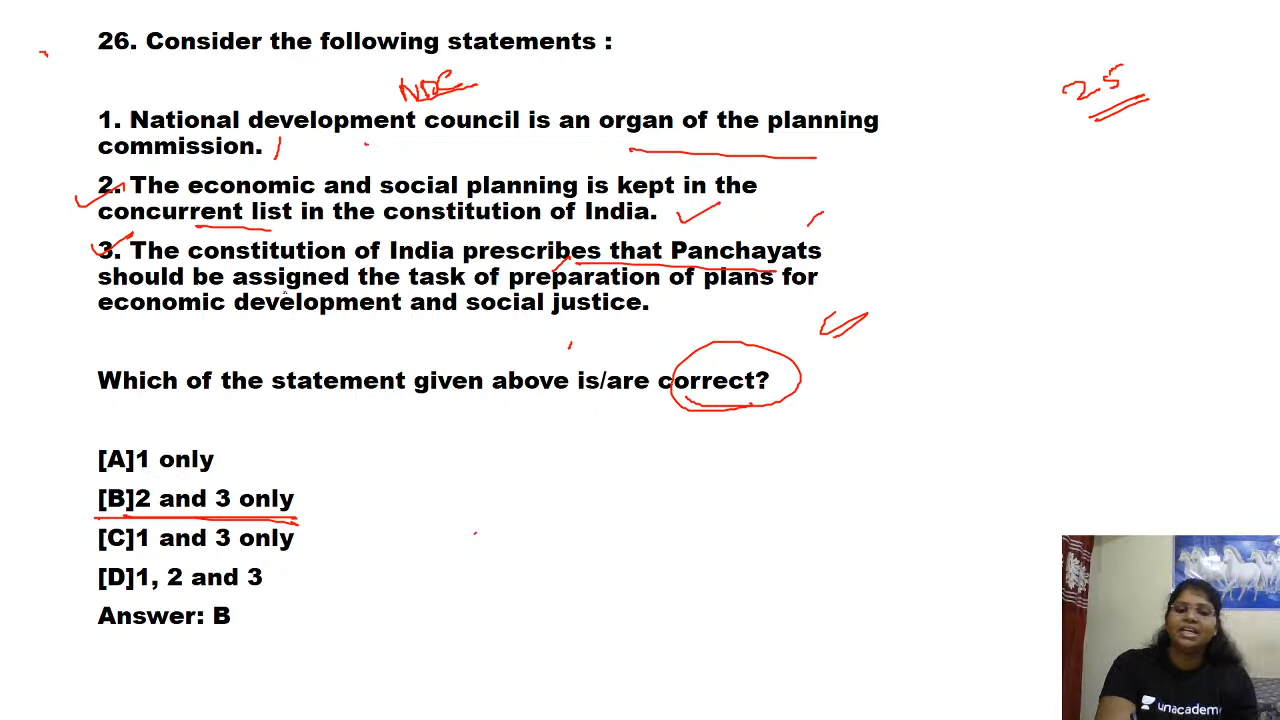 26. Consider the following statements :
NDC
25
1. National development council is an organ of the planning
commission.
2. The economic and social planning is kept in the
concurrent list in the constitution of India.
3. The constitution of India prescribes that Panchayats
should be assigned the task of preparation of plans for
economic development and social justice.
Which of the statement given above is/are correct?
[A]1 only
[B]2 and 3 only
[C]1 and 3 only
[D]1, 2 and 3
Answer: B
unacademy